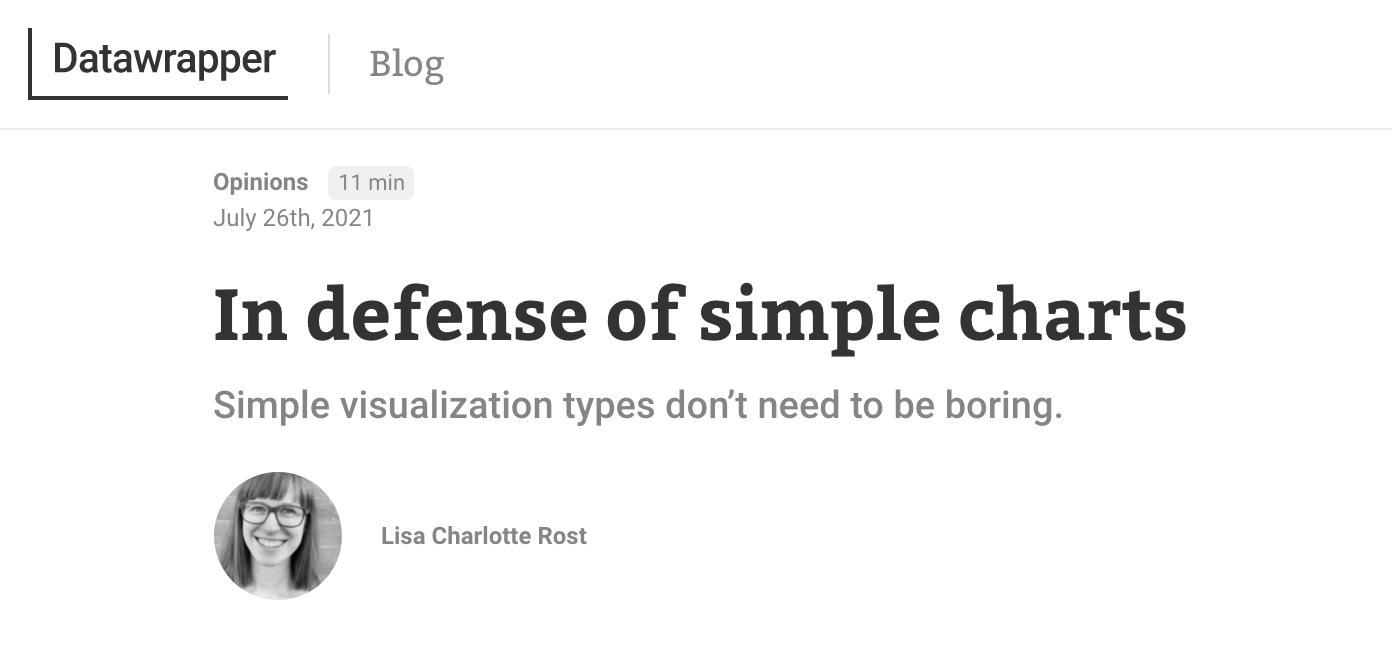 Datawrapper
Blog
Opinions 11 min
July 26th, 2021
In defense of simple charts
Simple visualization types don’t need to be boring.
Lisa Charlotte Rost